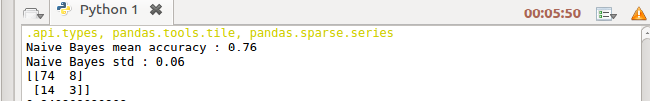 Python 1
00:05:50
.api.types, pandas.tools.tile, pandas.sparse.series
Naive Bayes mean accuracy : 0.76
Naive Bayes std : 0.06
[[74  8]
 [14  3]]